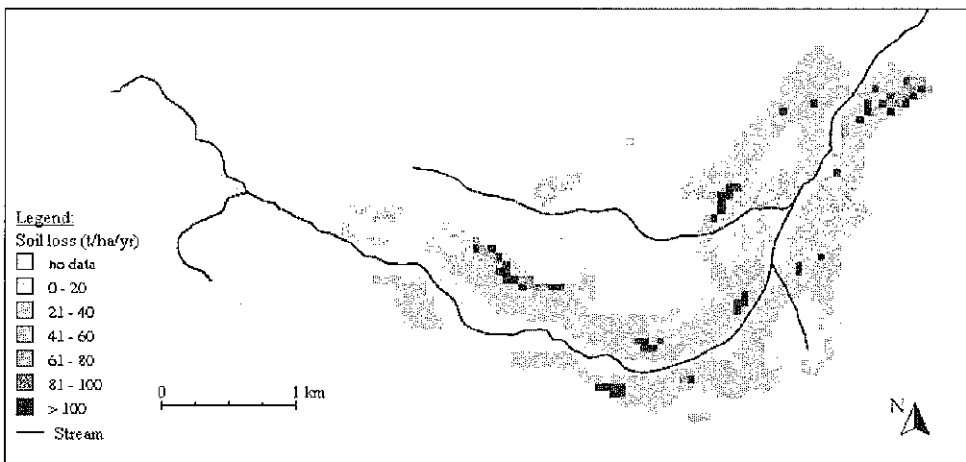 Legend:
Soil loss (t/ha/yr)
no data
0 - 20
21 - 40
41 - 60
61 - 80
81 - 100
> 100
Stream
0 1 km
N